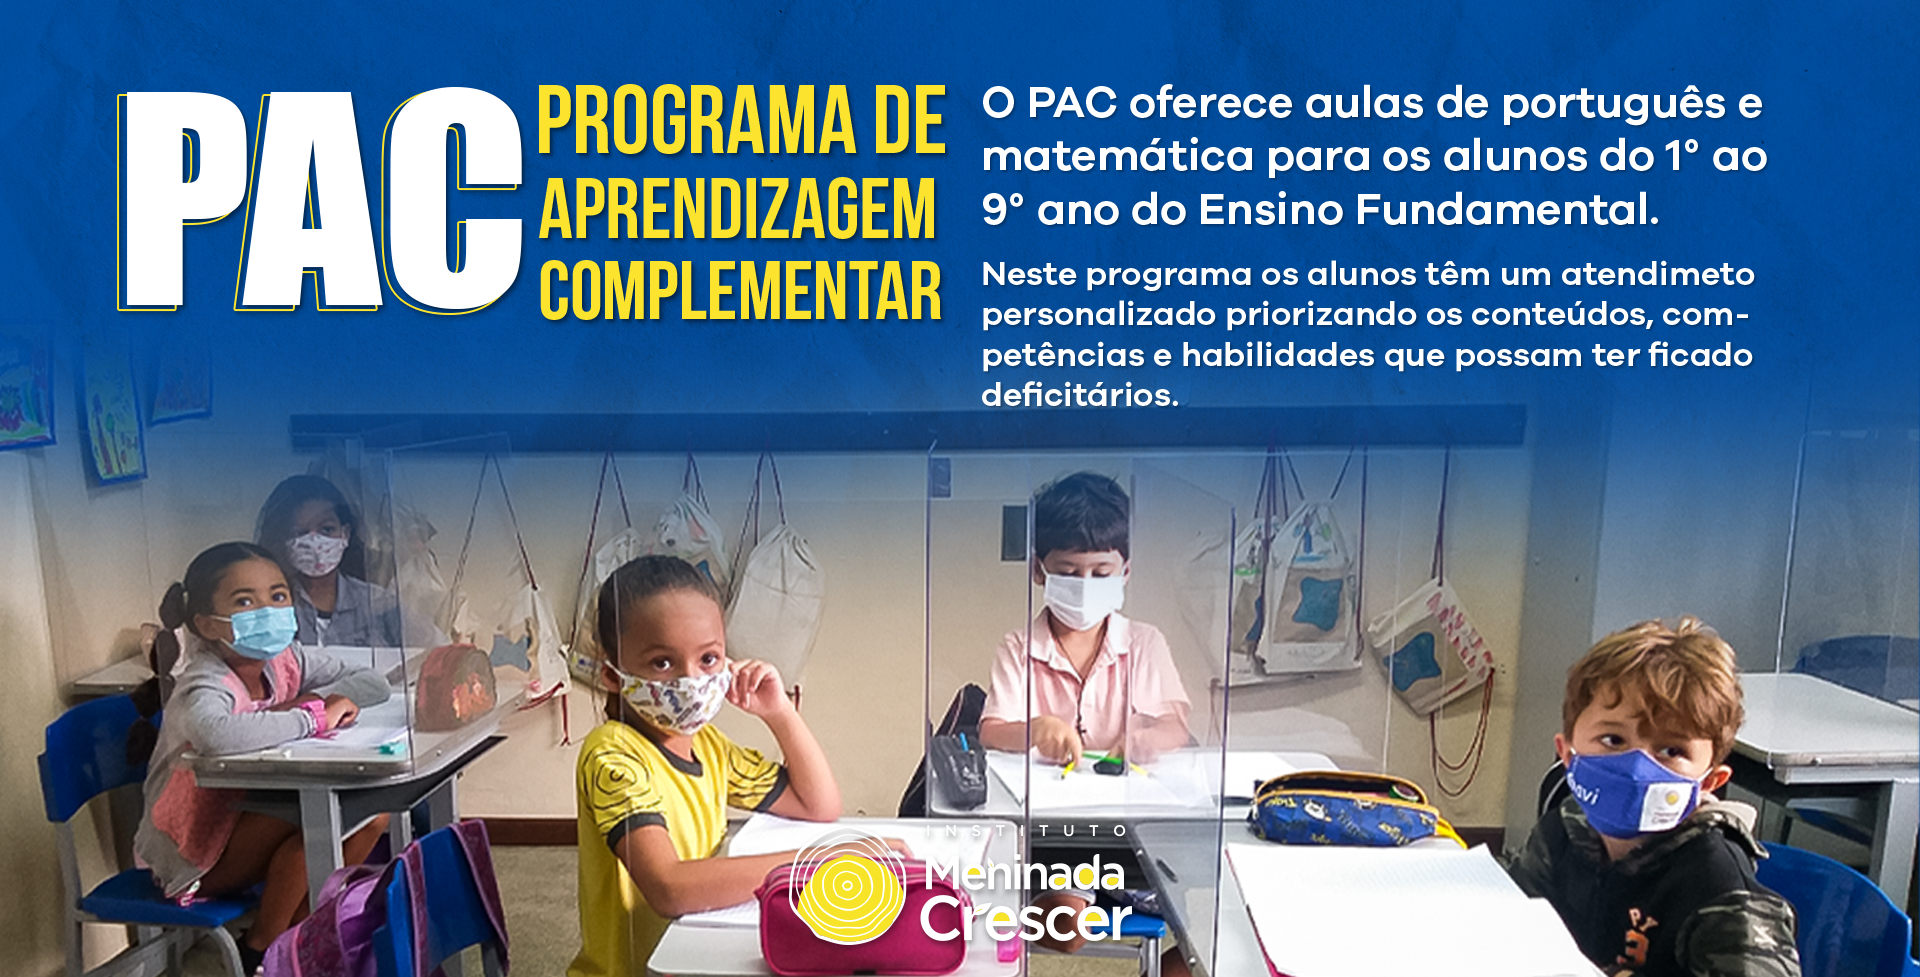 PAC
PROGRAMA DE
APRENDIZAGEM
COMPLEMENTAR
O PAC oferece aulas de português e
matemática para os alunos do 1° ao
9° ano do Ensino Fundamental.
Neste programa os alunos têm um atendimeto
personalizado priorizando os conteúdos, com-
petências e habilidades que possam ter ficado
deficitários.
INSTITUTO
Meninada
Crescer